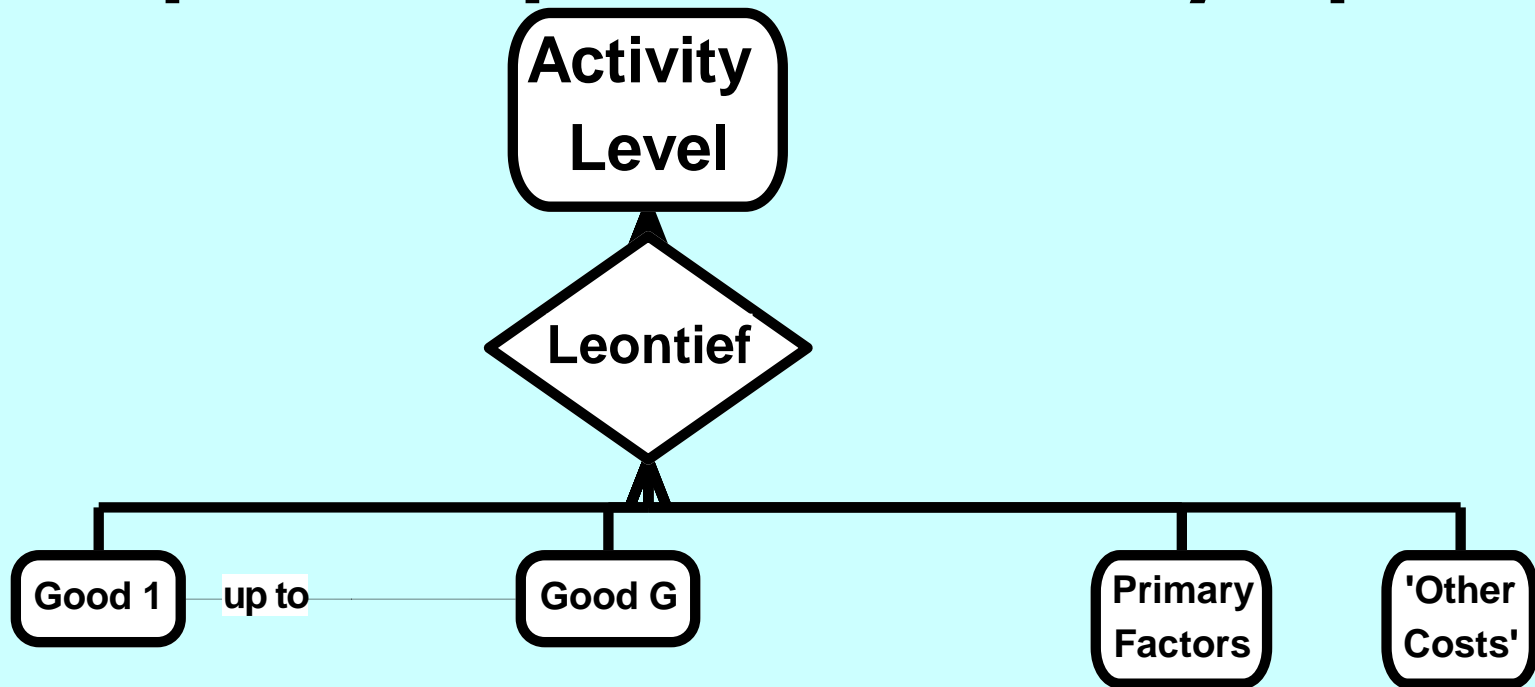 Activity
Level
Leontief
Good 1
up to
Good G
Primary
Factors
'Other
Costs'